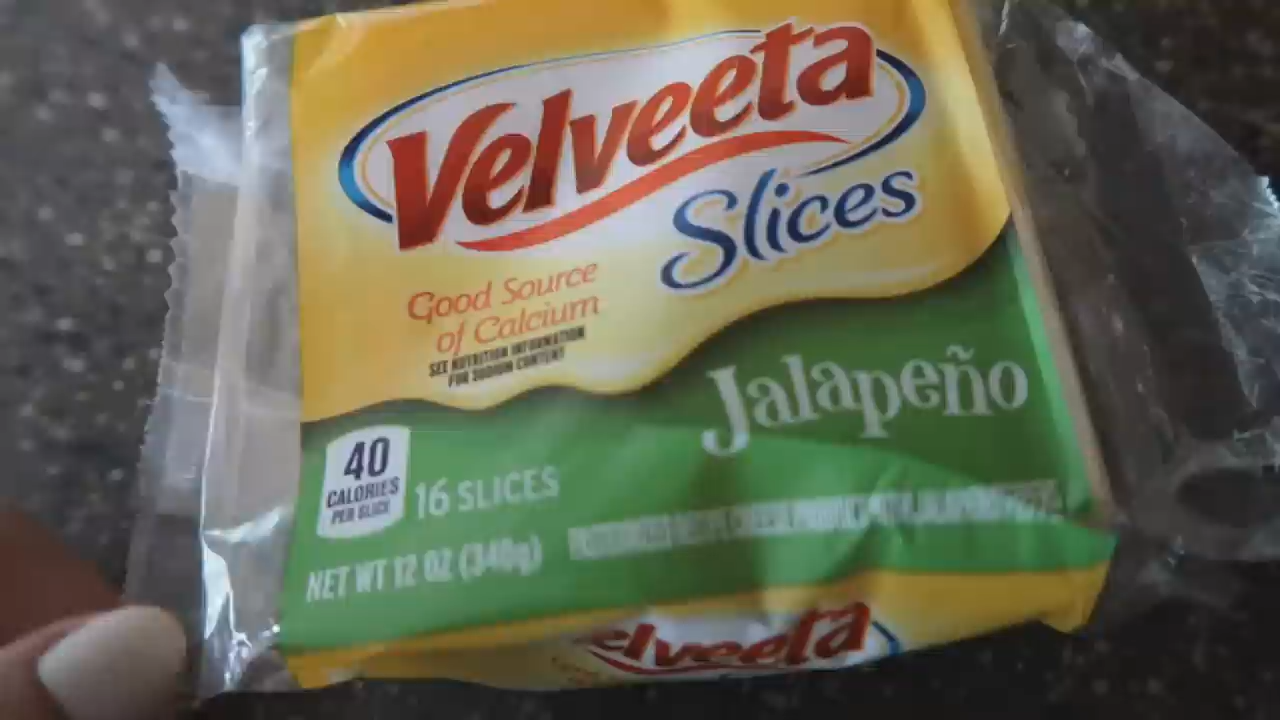 Velveeta
Slices
Good Source
of Calcium
SEE NUTRITION INFORMATION
FOR SODIUM CONTENT
Jalapeño
40
CALORIES
PER SLICE
16 SLICES
NET WT 12 OZ (340g)
elveeta